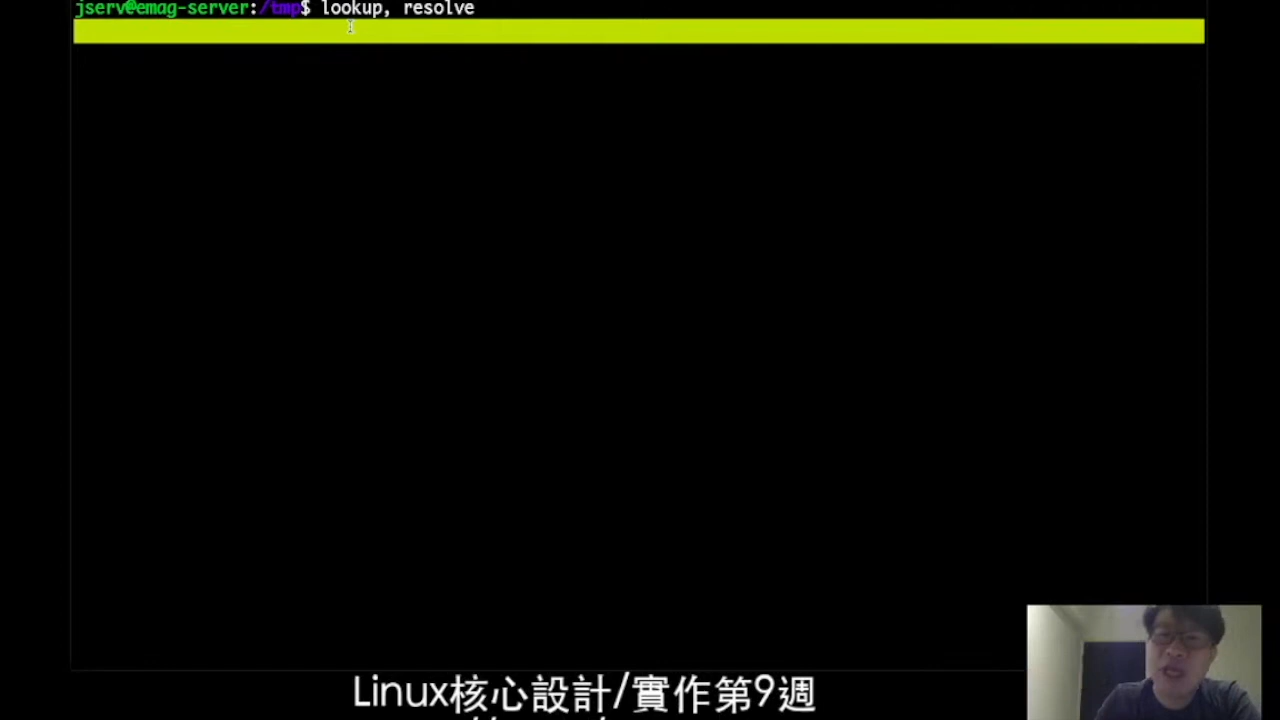 jserv@emag-server:/tmp$ lookup, resolve
Linux核心設計/實作第9週